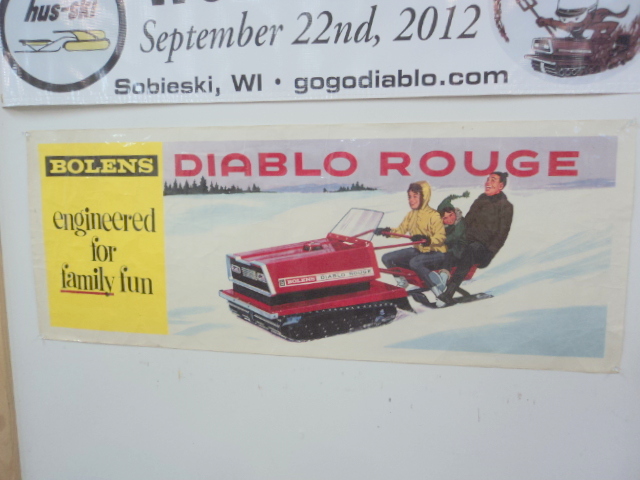 hus-ski
September 22nd, 2012
Sobieski, WI • gogodiablo.com
BOLENS
DIABLO ROUGE
engineered
for
family fun
BOLENS DIABLO ROUGE